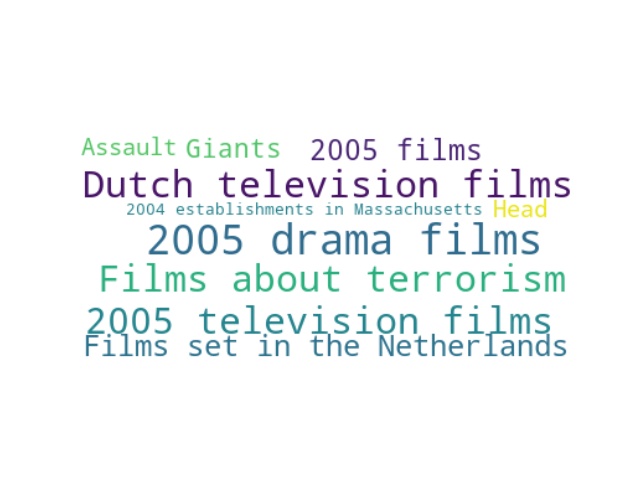 Assault Giants 2005 films
Dutch television films
2004 establishments in Massachusetts Head
2005 drama films
Films about terrorism
2005 television films
Films set in the Netherlands